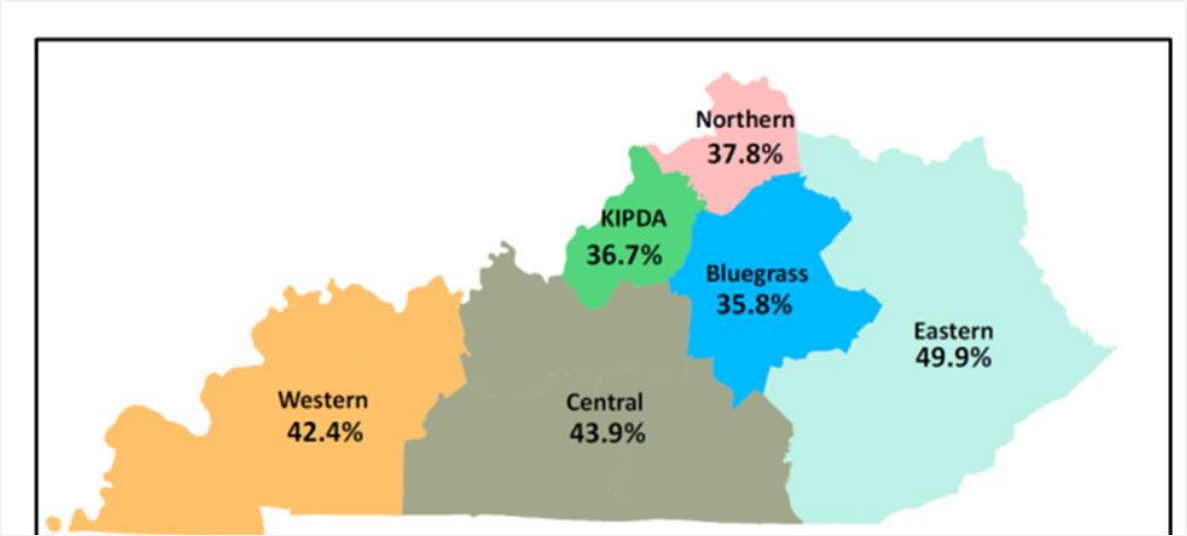 Northern
37.8%
KIPDA
36.7%
Bluegrass
35.8%
Eastern
49.9%
Western
42.4%
Central
43.9%